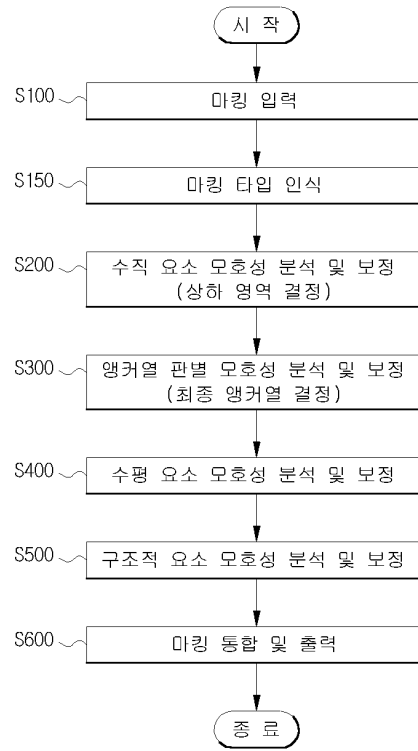 시 작
S100
마킹 입력
S150
마킹 타입 인식
S200
수직 요소 모호성 분석 및 보정
(상하 영역 결정)
S300
앵커열 판별 모호성 분석 및 보정
(최종 앵커열 결정)
S400
수평 요소 모호성 분석 및 보정
S500
구조적 요소 모호성 분석 및 보정
S600
마킹 통합 및 출력
종 료